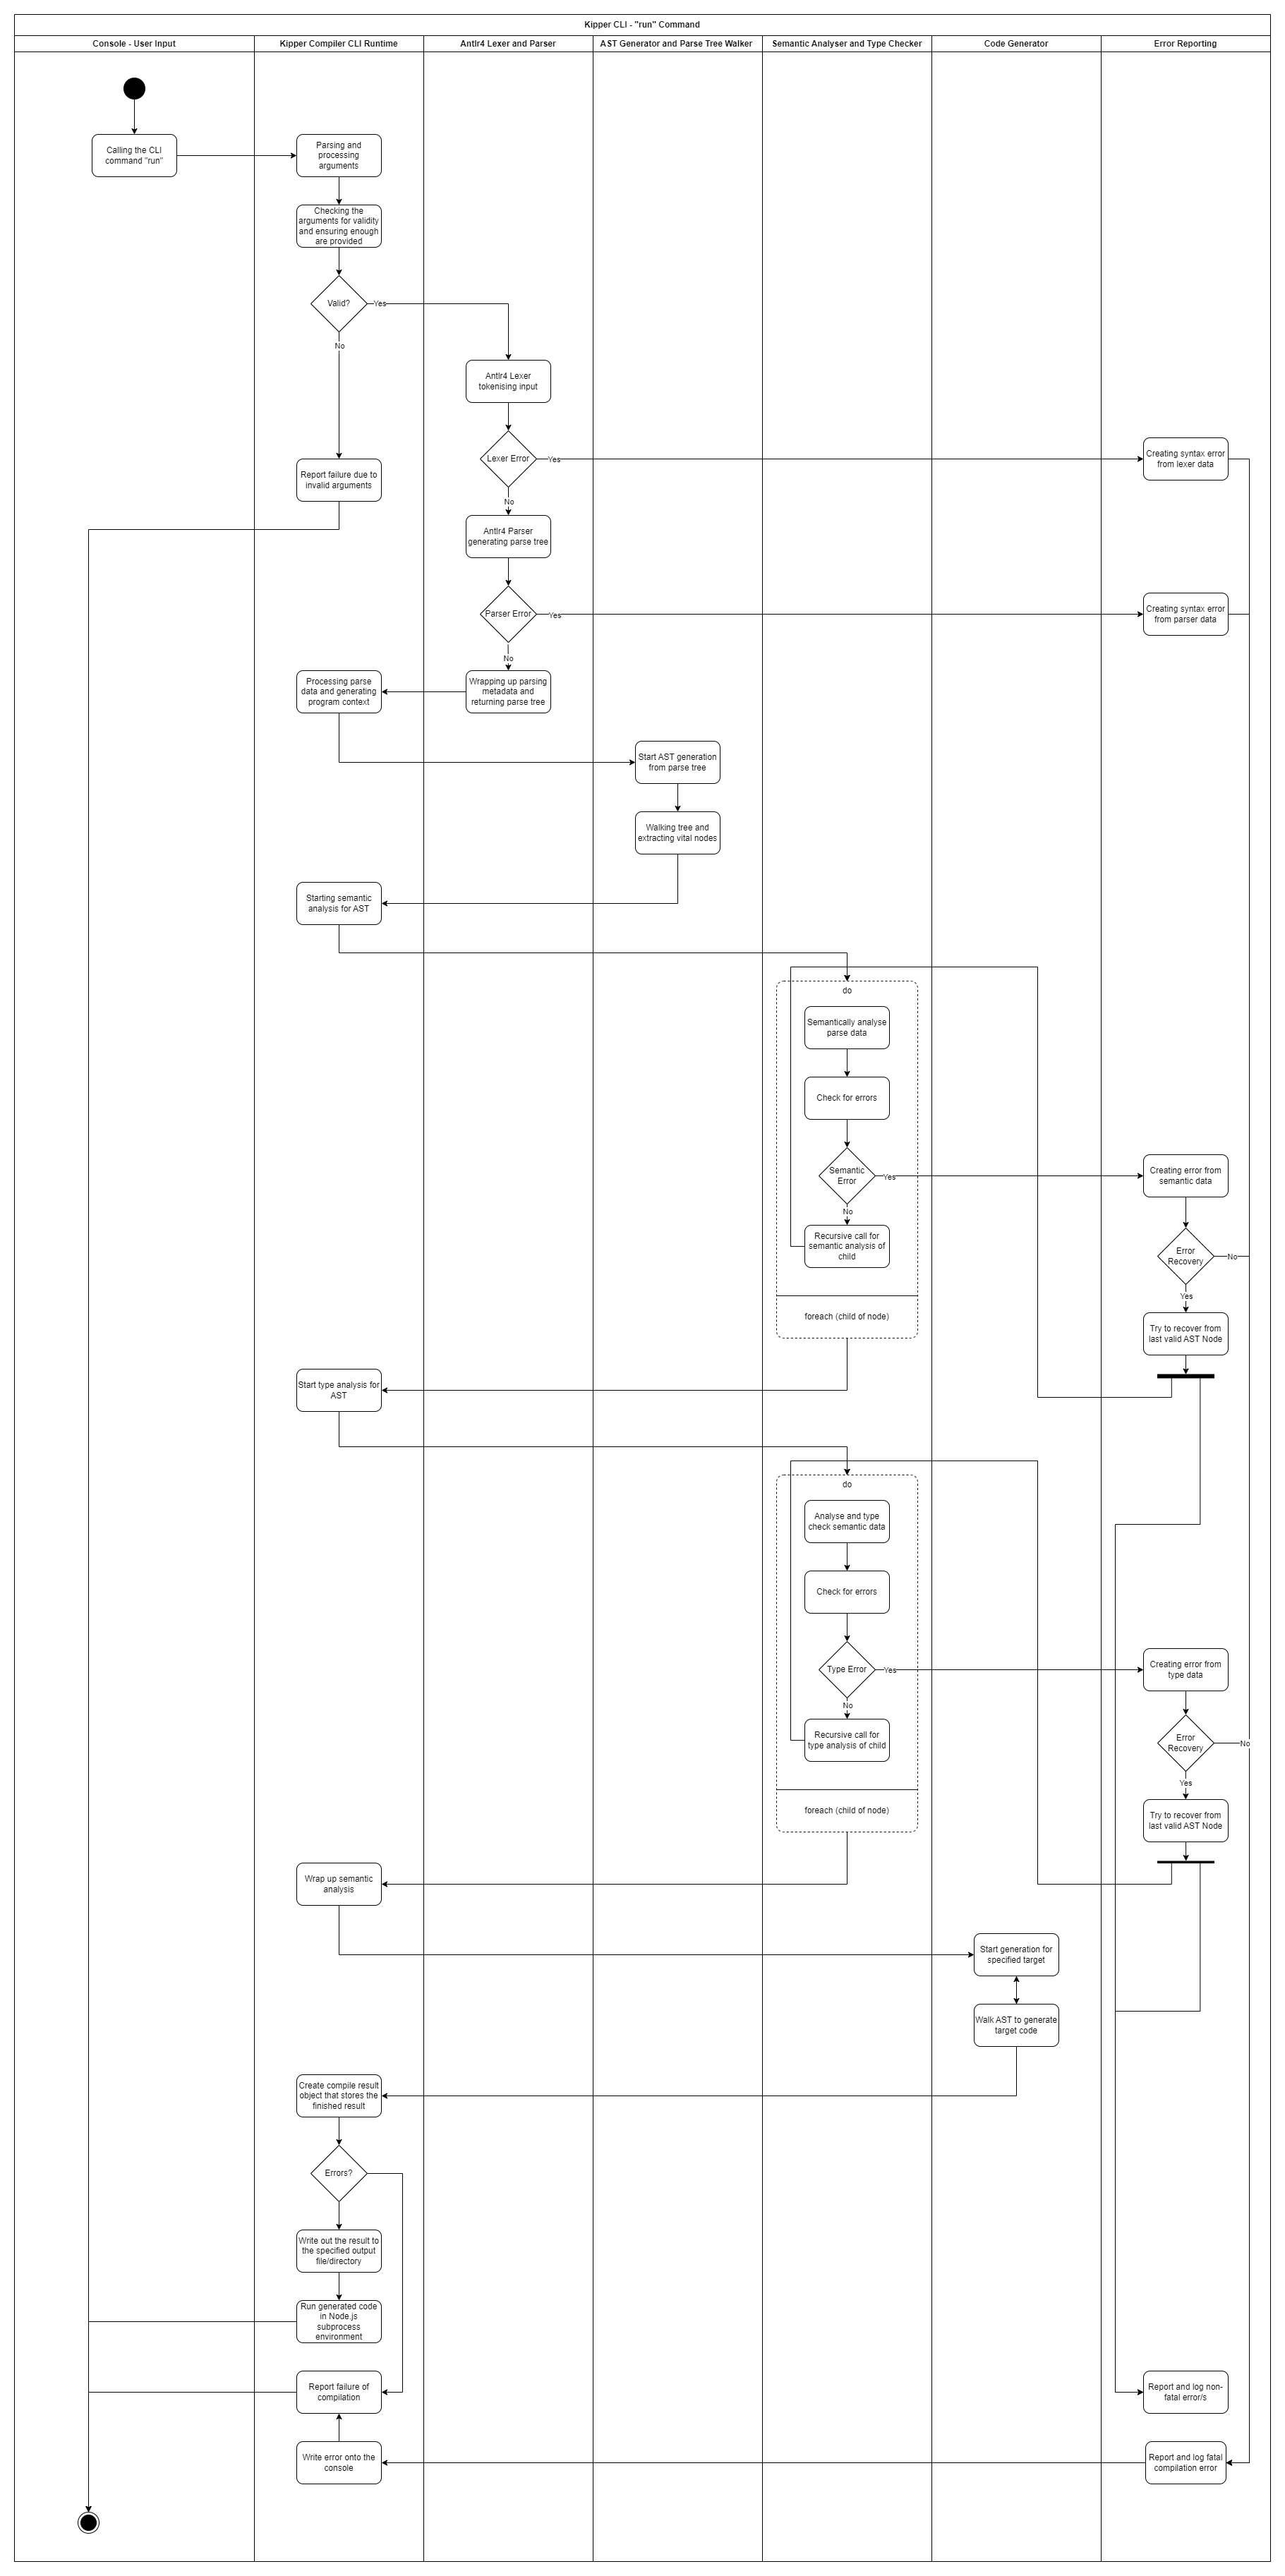 Kipper CLI - "run" Command
Console - User Input
Kipper Compiler CLI Runtime
Antlr4 Lexer and Parser
AST Generator and Parse Tree Walker
Semantic Analyser and Type Checker
Code Generator
Error Reporting
Calling the CLI
command "run"
Parsing and
processing
arguments
Checking the
arguments for validity
and ensuring enough
are provided
Valid?
Yes
No
Antlr4 Lexer
tokenising input
Lexer Error
Yes
Creating syntax error
from lexer data
Report failure due to
invalid arguments
No
Antlr4 Parser
generating parse tree
Parser Error
Yes
Creating syntax error
from parser data
No
Processing parse
data and generating
program context
Wrapping up parsing
metadata and
returning parse tree
Start AST generation
from parse tree
Walking tree and
extracting vital nodes
Starting semantic
analysis for AST
do
Semantically analyse
parse data
Check for errors
Semantic
Error
Yes
Creating error from
semantic data
No
Recursive call for
semantic analysis of
child
Error
Recovery
No
Yes
foreach (child of node)
Try to recover from
last valid AST Node
Start type analysis for
AST
do
Analyse and type
check semantic data
Check for errors
Type Error
Yes
Creating error from
type data
No
Recursive call for
type analysis of child
Error
Recovery
No
Yes
foreach (child of node)
Try to recover from
last valid AST Node
Wrap up semantic
analysis
Start generation for
specified target
Walk AST to generate
target code
Create compile result
object that stores the
finished result
Errors?
Write out the result to
the specified output
file/directory
Run generated code
in Node.js
subprocess
environment
Report failure of
compilation
Report and log non-
fatal error/s
Write error onto the
console
Report and log fatal
compilation error